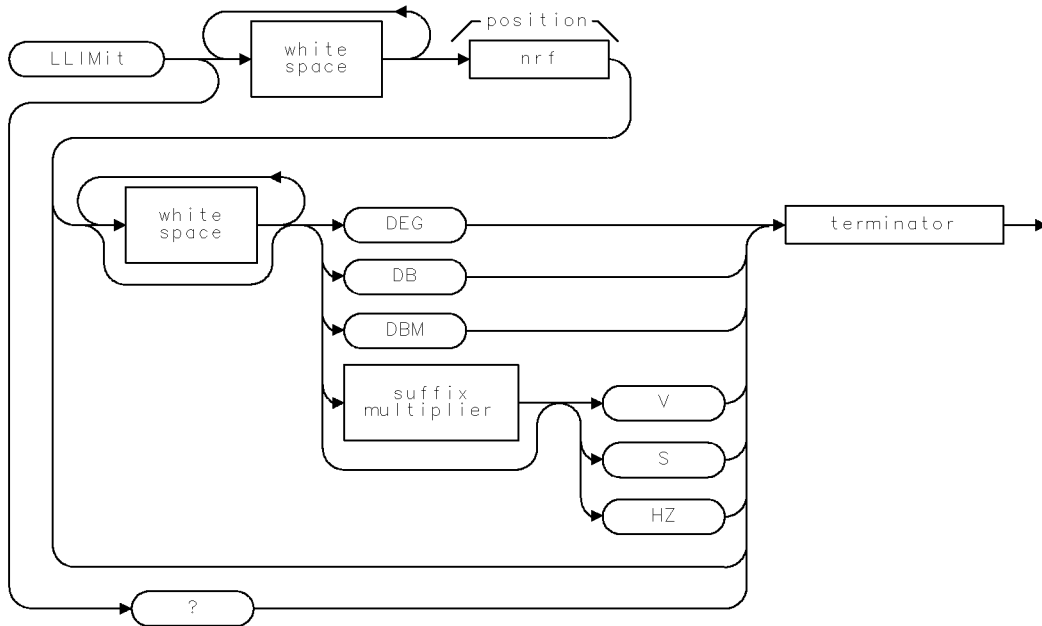 position
LLIMit
white
space
nrf
white
space
DEG
terminator
DB
DBM
suffix
multiplier
V
S
HZ
?